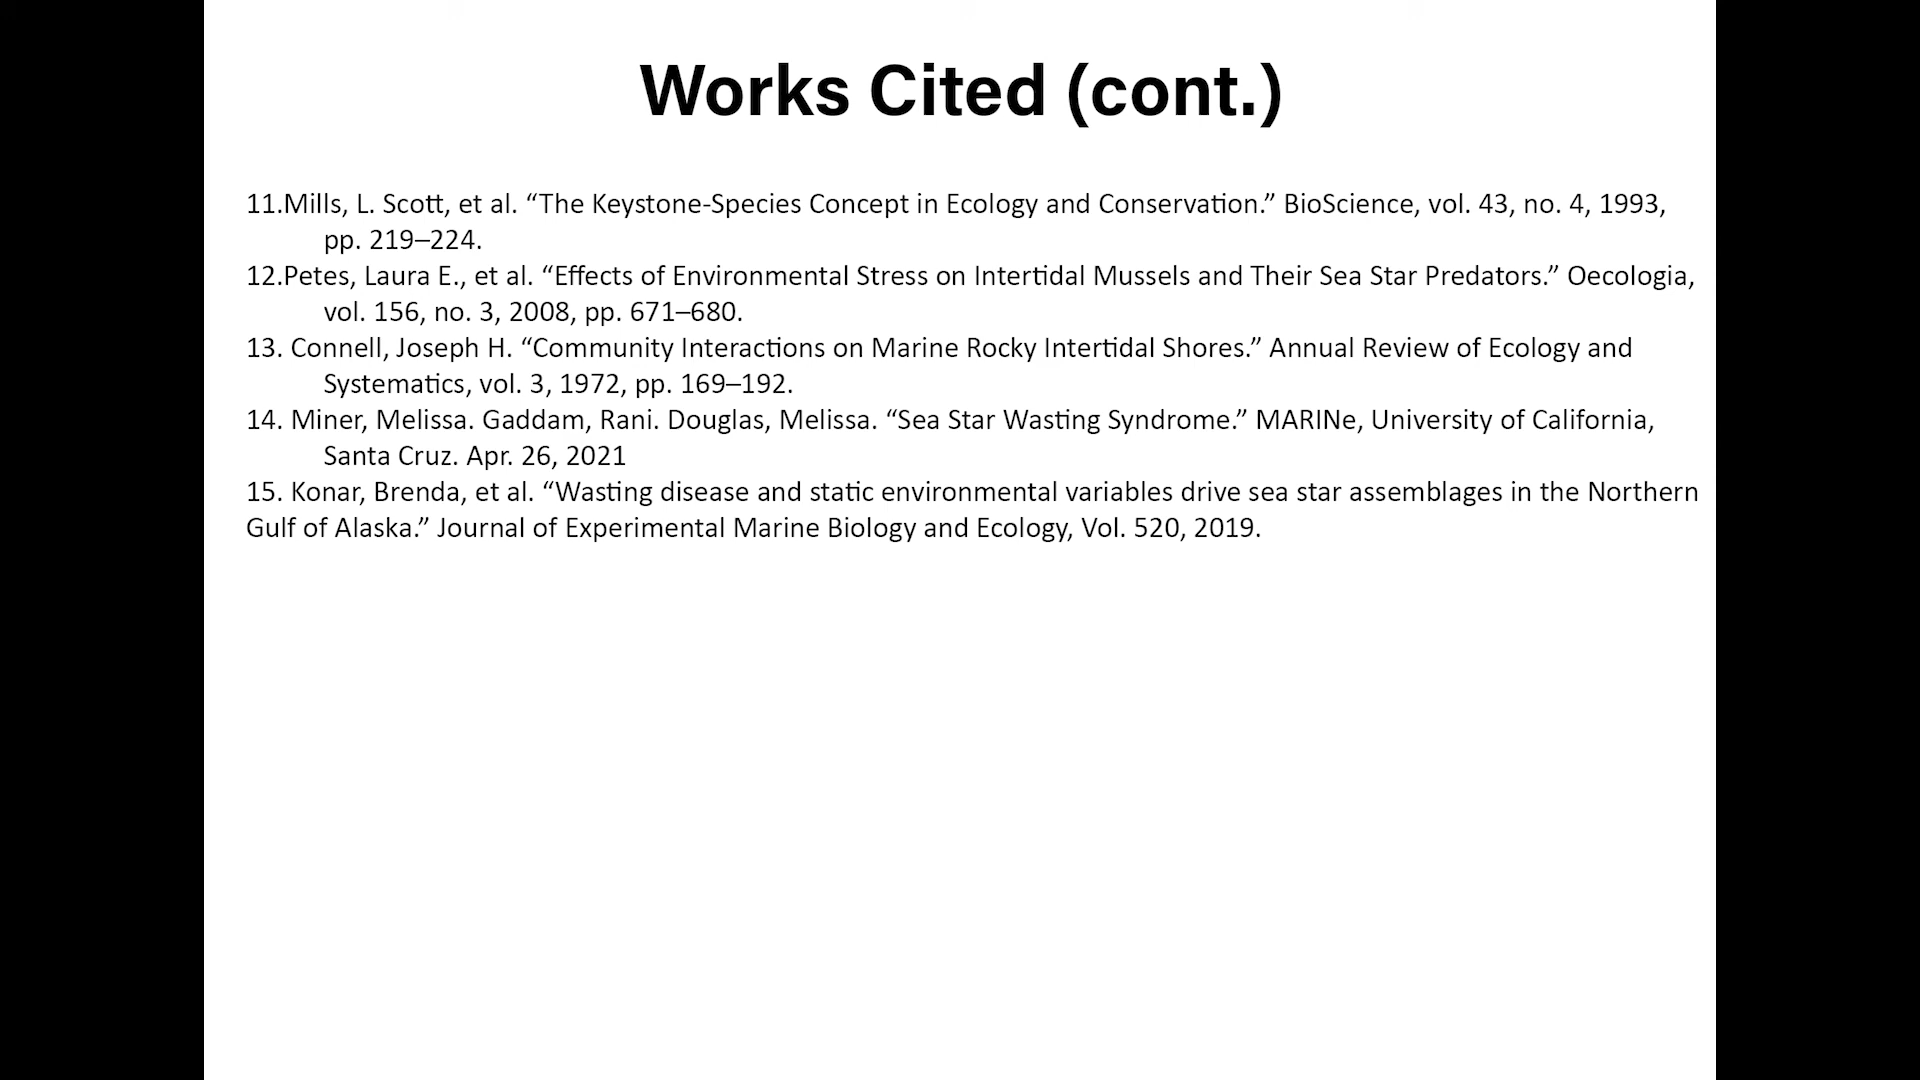 Works Cited (cont.)
11.Mills, L. Scott, et al. “The Keystone-Species Concept in Ecology and Conservation.” BioScience, vol. 43, no. 4, 1993,
pp. 219–224.
12.Petes, Laura E., et al. “Effects of Environmental Stress on Intertidal Mussels and Their Sea Star Predators.” Oecologia,
vol. 156, no. 3, 2008, pp. 671–680.
13. Connell, Joseph H. “Community Interactions on Marine Rocky Intertidal Shores.” Annual Review of Ecology and
Systematics, vol. 3, 1972, pp. 169–192.
14. Miner, Melissa. Gaddam, Rani. Douglas, Melissa. “Sea Star Wasting Syndrome.” MARINe, University of California,
Santa Cruz. Apr. 26, 2021
15. Konar, Brenda, et al. “Wasting disease and static environmental variables drive sea star assemblages in the Northern
Gulf of Alaska.” Journal of Experimental Marine Biology and Ecology, Vol. 520, 2019.